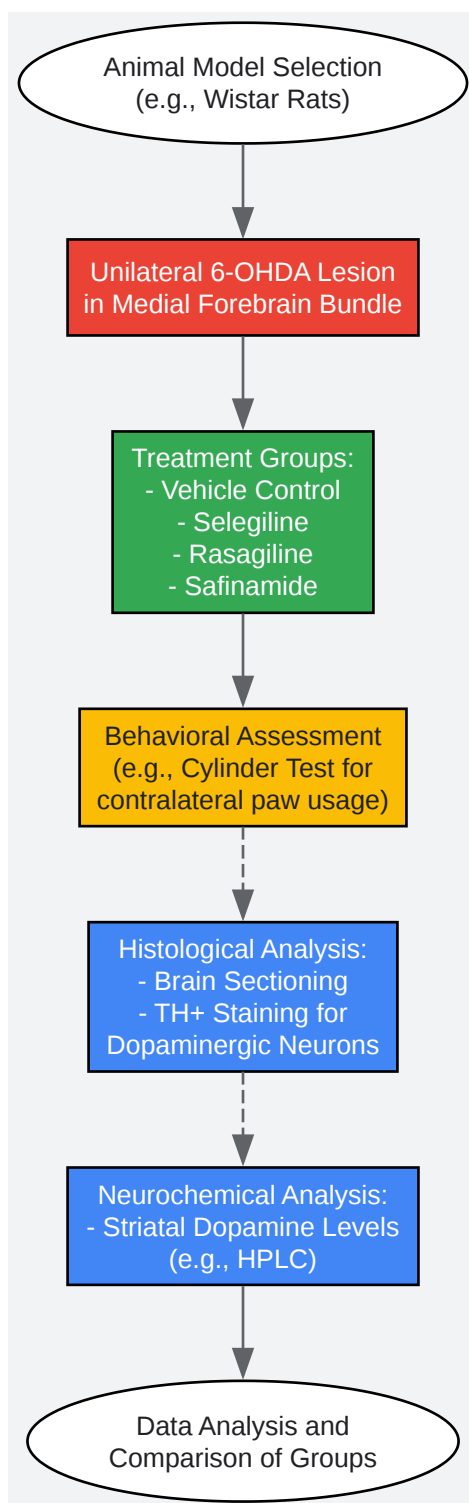 Animal Model Selection
(e.g., Wistar Rats)
Unilateral 6-OHDA Lesion
in Medial Forebrain Bundle
Treatment Groups:
- Vehicle Control
- Selegiline
- Rasagiline
- Safinamide
Behavioral Assessment
(e.g., Cylinder Test for
contralateral paw usage)
Histological Analysis:
- Brain Sectioning
- TH+ Staining for
Dopaminergic Neurons
Neurochemical Analysis:
- Striatal Dopamine Levels
(e.g., HPLC)
Data Analysis and
Comparison of Groups